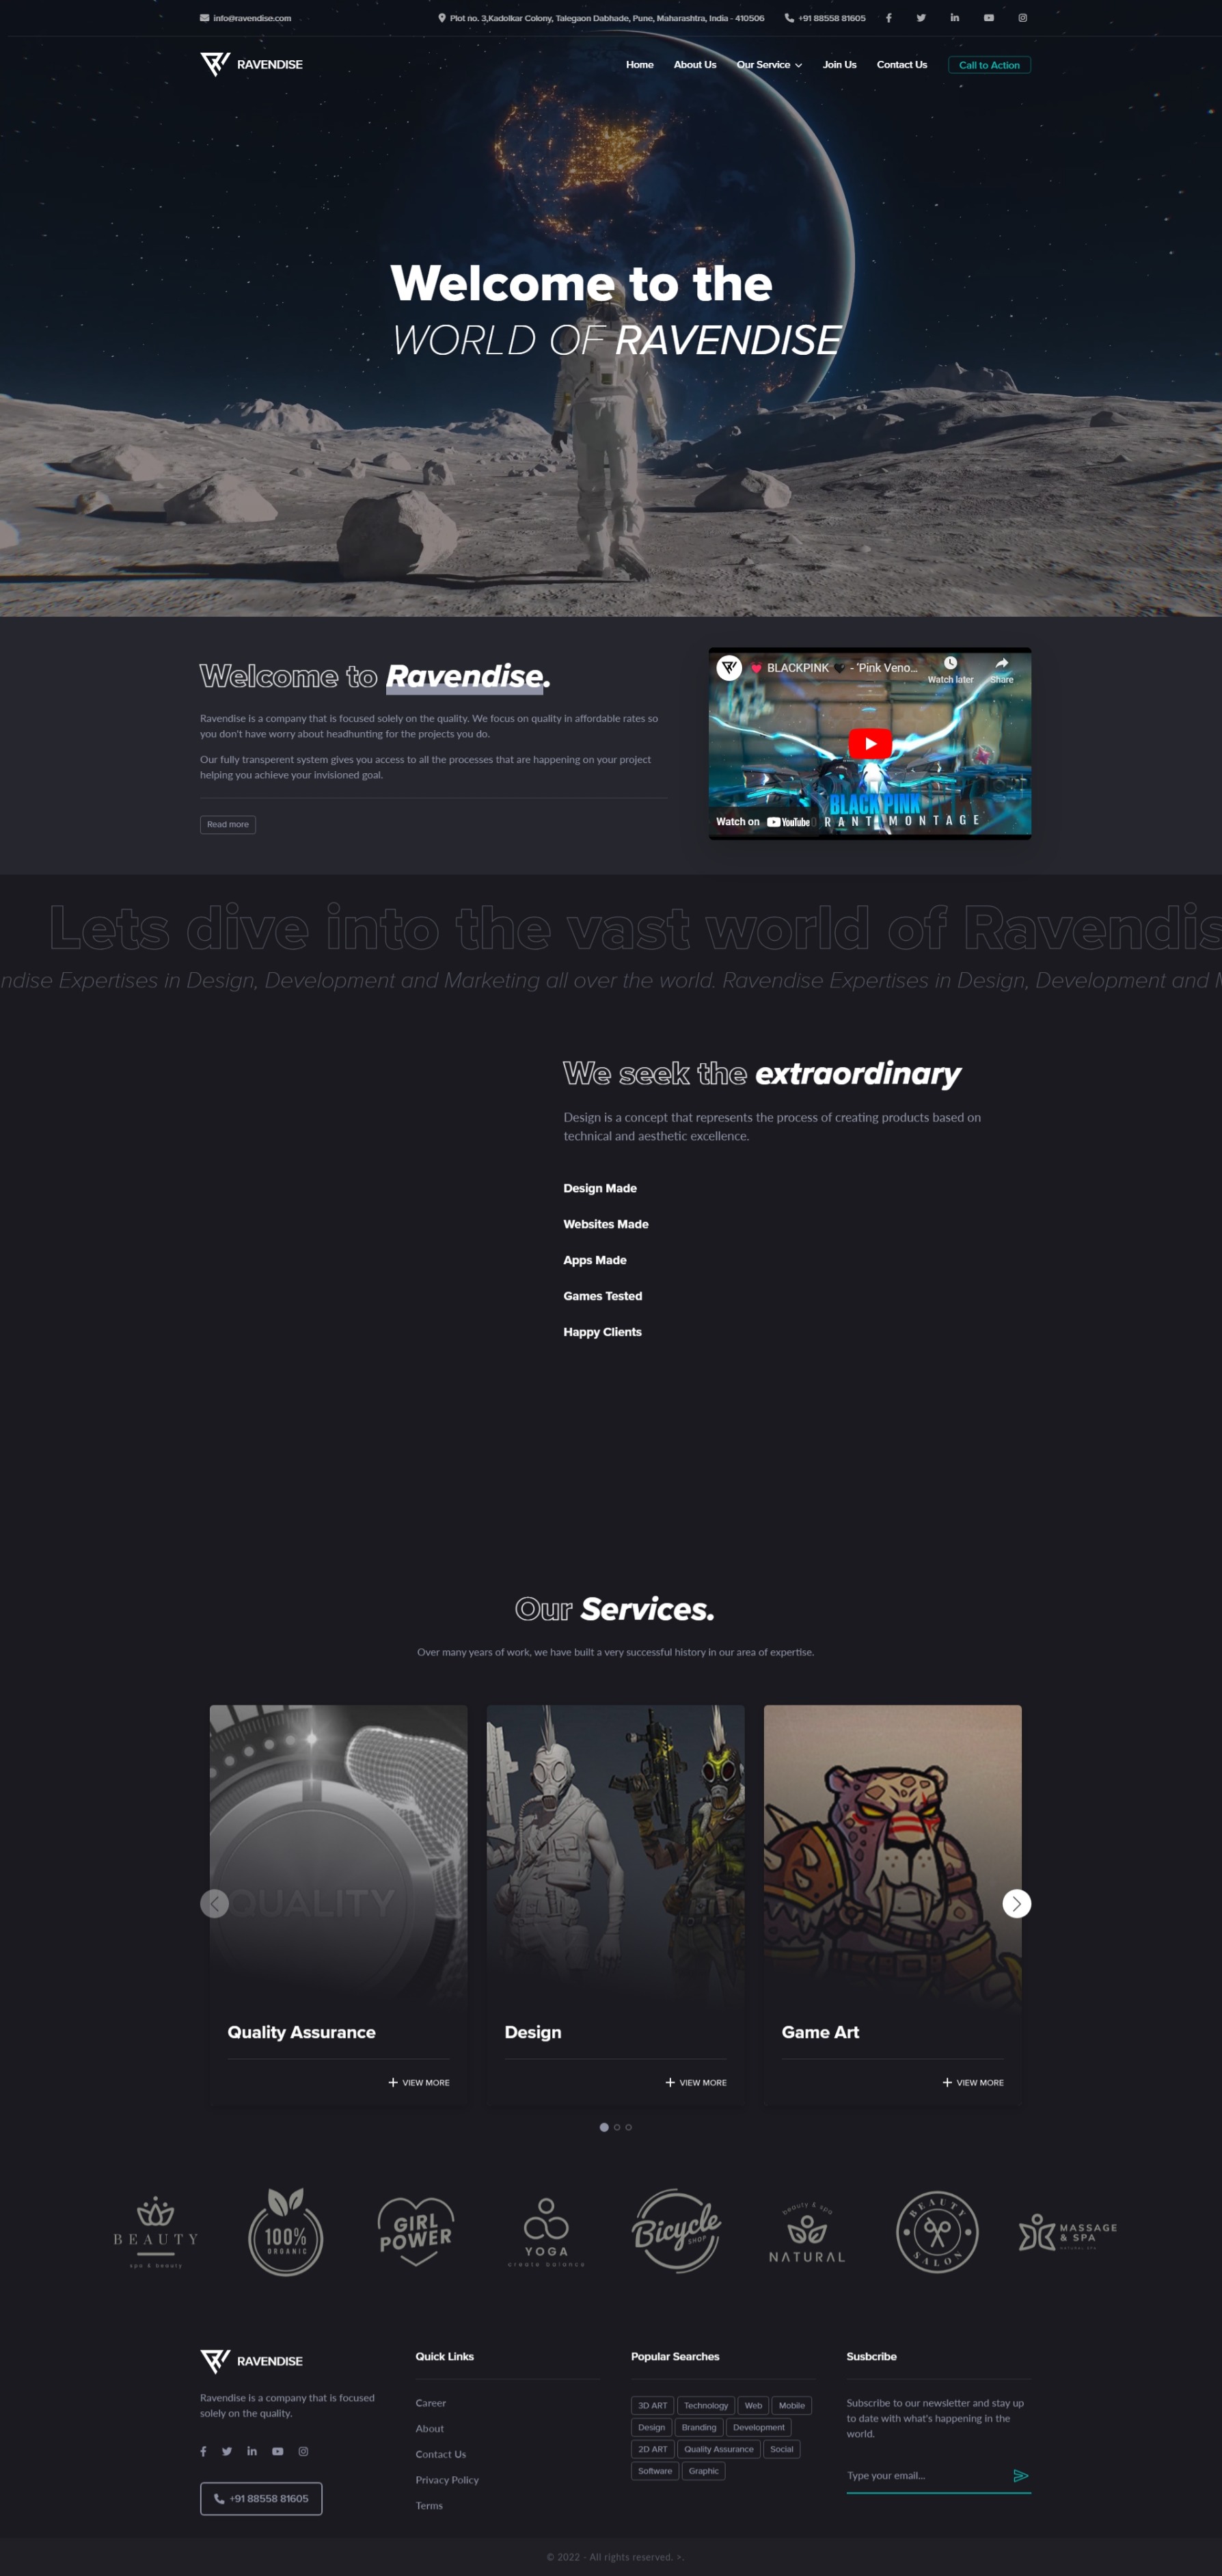 info@ravendise.com
Plot no. 3,Kadolkar Colony, Talegaon Dabhade, Pune, Maharashtra, India - 410506
+91 88558 81605
RAVENDISE
Home
About Us
Our Service
Join Us
Contact Us
Call to Action
Welcome to the
WORLD OF RAVENDISE
Welcome to Ravendise.
Ravendise is a company that is focused solely on the quality. We focus on quality in affordable rates so
you don't have worry about headhunting for the projects you do.
Our fully transperent system gives you access to all the processes that are happening on your project
helping you achieve your invisioned goal.
Read more
BLACKPINK - 'Pink Veno...
Watch later
Share
BLACKPINK
RANT MONTAGE
Watch on YouTube
Lets dive into the vast world of Ravendis
ndise Expertises in Design, Development and Marketing all over the world. Ravendise Expertises in Design, Development and M
We seek the extraordinary
Design is a concept that represents the process of creating products based on
technical and aesthetic excellence.
Design Made
Websites Made
Apps Made
Games Tested
Happy Clients
Our Services.
Over many years of work, we have built a very successful history in our area of expertise.
QUALITY
Quality Assurance
VIEW MORE
Design
VIEW MORE
Game Art
VIEW MORE
BEAUTY
spa & beauty
100%
ORGANIC
GIRL
POWER
YOGA
create balance
Bicycle
SHOP
beauty & spa
NATURAL
BEAUTY
SALON
MASSAGE
& SPA
RAVENDISE
Ravendise is a company that is focused
solely on the quality.
+91 88558 81605
Quick Links
Career
About
Contact Us
Privacy Policy
Terms
Popular Searches
3D ART
Technology
Web
Mobile
Design
Branding
Development
2D ART
Quality Assurance
Social
Software
Graphic
Susbcribe
Subscribe to our newsletter and stay up
to date with what's happening in the
world.
Type your email...
© 2022 - All rights reserved. >.